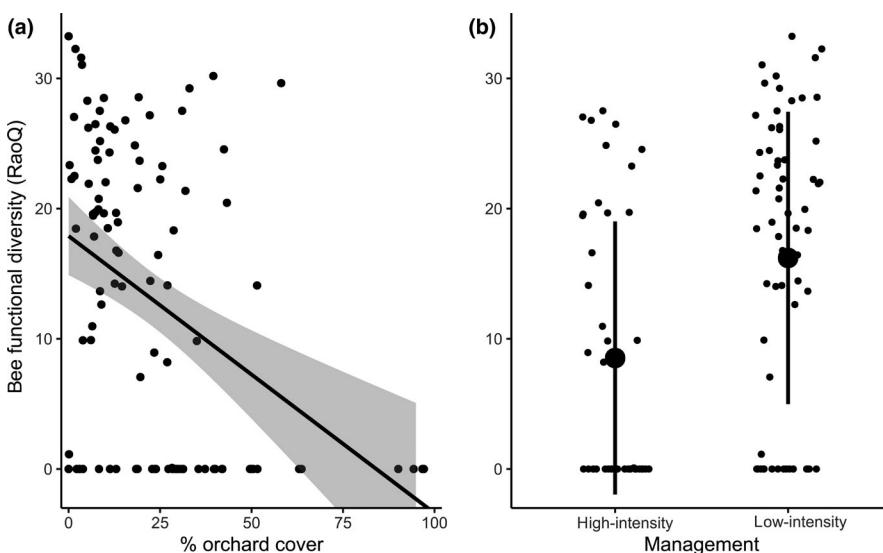 (a)
Bee functional diversity (RaoQ)
30
20
10
0
0 25 50 75 100
% orchard cover
(b)
30
20
10
0
High-intensity Low-intensity
Management